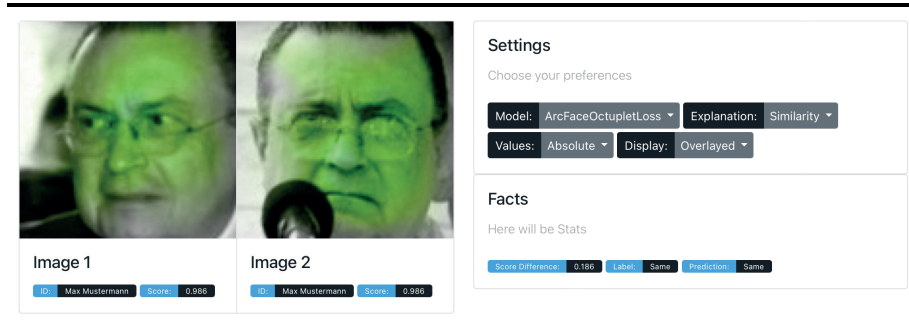 Settings
Choose your preferences
Model: ArcFaceOctupletLoss Explanation: Similarity
Values: Absolute Display: Overlayed
Facts
Here will be Stats
Score Difference: 0.186 Label: Same Prediction: Same
Image 1
ID: Max Mustermann Score: 0.986
Image 2
ID: Max Mustermann Score: 0.986